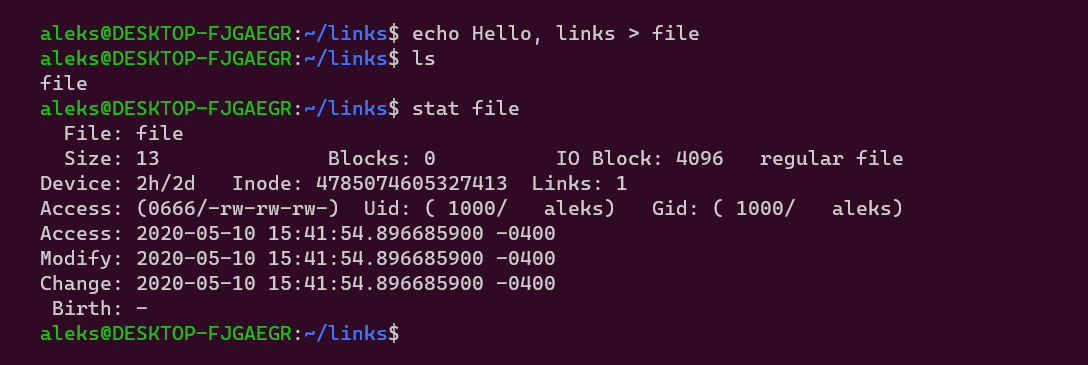 aleks@DESKTOP-FJGAEGR:~/links$ echo Hello, links > file
aleks@DESKTOP-FJGAEGR:~/links$ ls
file
aleks@DESKTOP-FJGAEGR:~/links$ stat file
  File: file
  Size: 13              Blocks: 0          IO Block: 4096   regular file
Device: 2h/2d   Inode: 4785074605327413  Links: 1
Access: (0666/-rw-rw-rw-)  Uid: ( 1000/   aleks)   Gid: ( 1000/   aleks)
Access: 2020-05-10 15:41:54.896685900 -0400
Modify: 2020-05-10 15:41:54.896685900 -0400
Change: 2020-05-10 15:41:54.896685900 -0400
 Birth: -
aleks@DESKTOP-FJGAEGR:~/links$